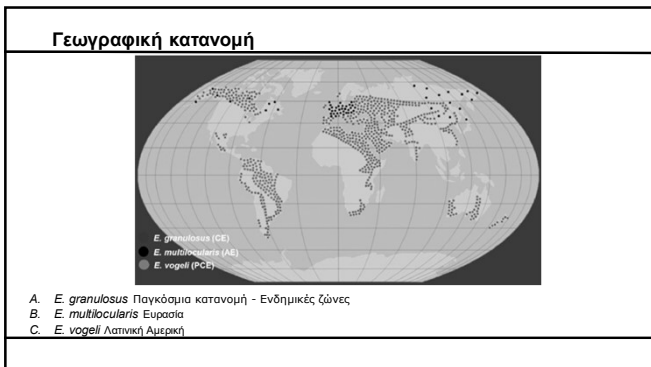 Γεωγραφική κατανομή
E. granulosus (CE)
E. multilocularis (AE)
E. vogeli (PCE)
A. E. granulosus Παγκόσμια κατανομή - Ενδημικές ζώνες
B. E. multilocularis Ευρασία
C. E. vogeli Λατινική Αμερική